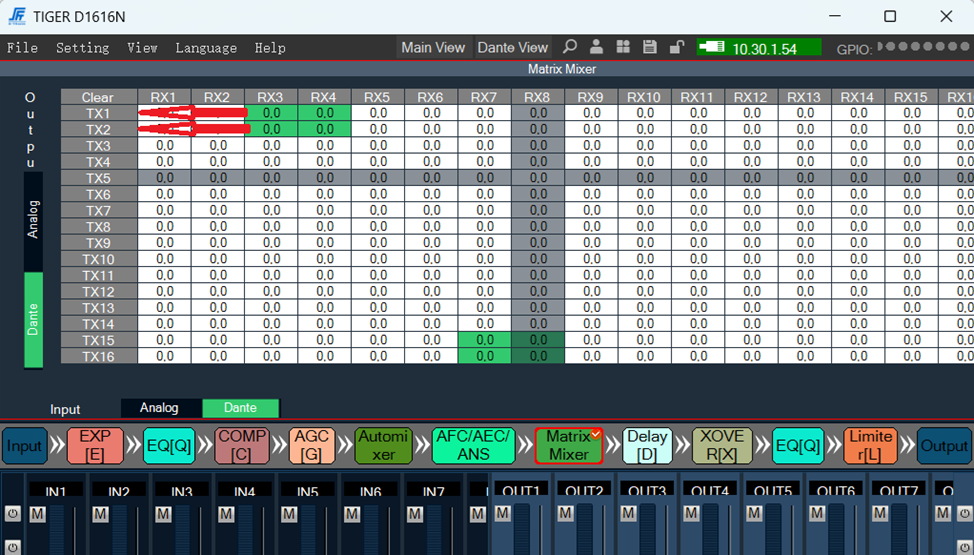 TIGER D1616N
File Setting View Language Help Main View Dante View 10.30.1.54 GPIO:
Matrix Mixer
Output
Clear RX1 RX2 RX3 RX4 RX5 RX6 RX7 RX8 RX9 RX10 RX11 RX12 RX13 RX14 RX15 RX1
TX1 0,0 0,0 0,0 0,0 0,0 0,0 0,0 0,0 0,0 0,0 0,0 0,0 0,0 0,0
TX2 0,0 0,0 0,0 0,0 0,0 0,0 0,0 0,0 0,0 0,0 0,0 0,0 0,0 0,0
TX3 0,0 0,0 0,0 0,0 0,0 0,0 0,0 0,0 0,0 0,0 0,0 0,0 0,0 0,0 0,0 0,0
TX4 0,0 0,0 0,0 0,0 0,0 0,0 0,0 0,0 0,0 0,0 0,0 0,0 0,0 0,0 0,0 0,0
TX5 0,0 0,0 0,0 0,0 0,0 0,0 0,0 0,0 0,0 0,0 0,0 0,0 0,0 0,0 0,0 0,0
TX6 0,0 0,0 0,0 0,0 0,0 0,0 0,0 0,0 0,0 0,0 0,0 0,0 0,0 0,0 0,0 0,0
TX7 0,0 0,0 0,0 0,0 0,0 0,0 0,0 0,0 0,0 0,0 0,0 0,0 0,0 0,0 0,0 0,0
TX8 0,0 0,0 0,0 0,0 0,0 0,0 0,0 0,0 0,0 0,0 0,0 0,0 0,0 0,0 0,0 0,0
TX9 0,0 0,0 0,0 0,0 0,0 0,0 0,0 0,0 0,0 0,0 0,0 0,0 0,0 0,0 0,0 0,0
TX10 0,0 0,0 0,0 0,0 0,0 0,0 0,0 0,0 0,0 0,0 0,0 0,0 0,0 0,0 0,0 0,0
TX11 0,0 0,0 0,0 0,0 0,0 0,0 0,0 0,0 0,0 0,0 0,0 0,0 0,0 0,0 0,0 0,0
TX12 0,0 0,0 0,0 0,0 0,0 0,0 0,0 0,0 0,0 0,0 0,0 0,0 0,0 0,0 0,0 0,0
TX13 0,0 0,0 0,0 0,0 0,0 0,0 0,0 0,0 0,0 0,0 0,0 0,0 0,0 0,0 0,0 0,0
TX14 0,0 0,0 0,0 0,0 0,0 0,0 0,0 0,0 0,0 0,0 0,0 0,0 0,0 0,0 0,0 0,0
TX15 0,0 0,0 0,0 0,0 0,0 0,0 0,0 0,0 0,0 0,0 0,0 0,0 0,0 0,0 0,0 0,0
TX16 0,0 0,0 0,0 0,0 0,0 0,0 0,0 0,0 0,0 0,0 0,0 0,0 0,0 0,0 0,0 0,0
Analog
Dante
Input Analog Dante
Input EXP [E] EQ[Q] COMP [C] AGC [G] Automi xer AFC/AEC/ ANS Matrix Mixer Delay [D] XOVE R[X] EQ[Q] Limite r[L] Output
IN1 IN2 IN3 IN4 IN5 IN6 IN7 I OUT1 OUT2 OUT3 OUT4 OUT5 OUT6 OUT7 O
M M M M M M M M M M M M M M M M